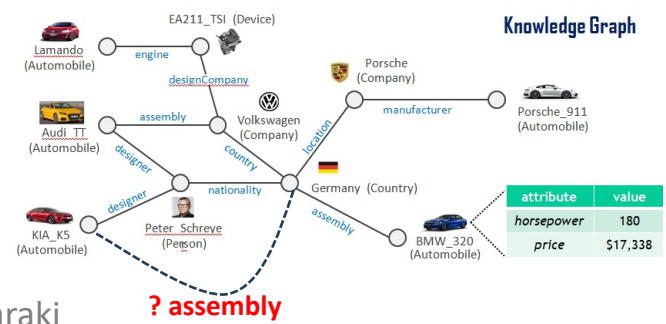 Knowledge Graph
EA211_TSI (Device)
Lamando
(Automobile)
engine
designCompany
Porsche
(Company)
manufacturer
Porsche_911
(Automobile)
Audi_TT
(Automobile)
assembly
Volkswagen
(Company)
country
location
designer
designer
nationality
Germany (Country)
assembly
KIA_K5
(Automobile)
Peter_Schreye
(Person)
BMW_320
(Automobile)
attribute value
horsepower 180
price $17,338
? assembly
araki